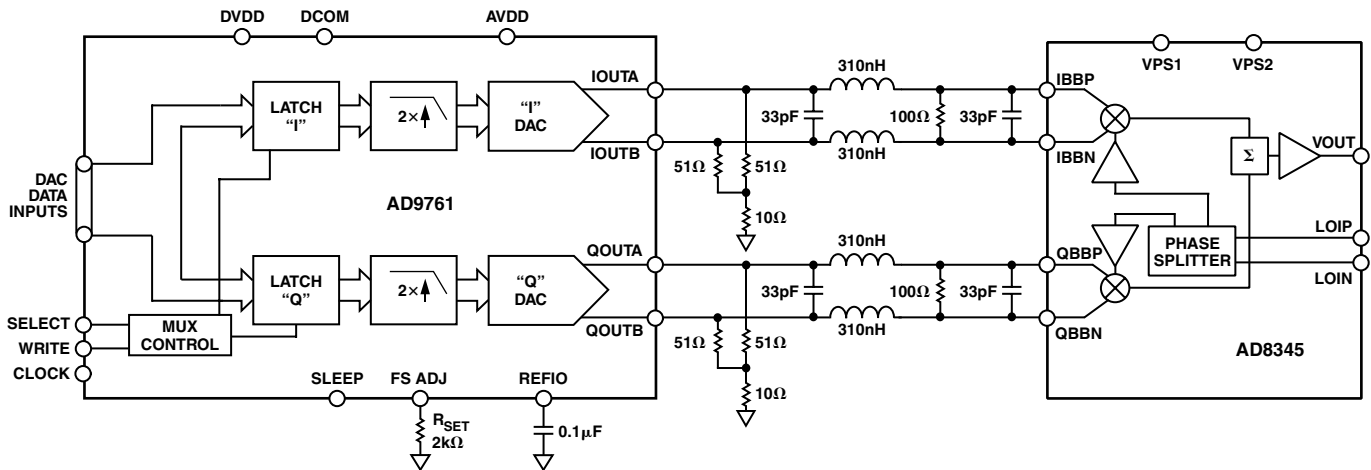 DVDD DCOM AVDD
VPS1 VPS2
LATCH
"I"
2×
"I"
DAC
IOUTA
IOUTB
310nH
33pF
100Ω
33pF
310nH
51Ω
51Ω
10Ω
IBBP
IBBN
Σ
VOUT
DAC
DATA
INPUTS
AD9761
PHASE
SPLITTER
LOIP
LOIN
LATCH
"Q"
2×
"Q"
DAC
QOUTA
QOUTB
310nH
33pF
100Ω
33pF
310nH
51Ω
51Ω
10Ω
QBBP
QBBN
AD8345
SELECT
WRITE
CLOCK
MUX
CONTROL
SLEEP FS ADJ REFIO
RSET
2kΩ
0.1μF